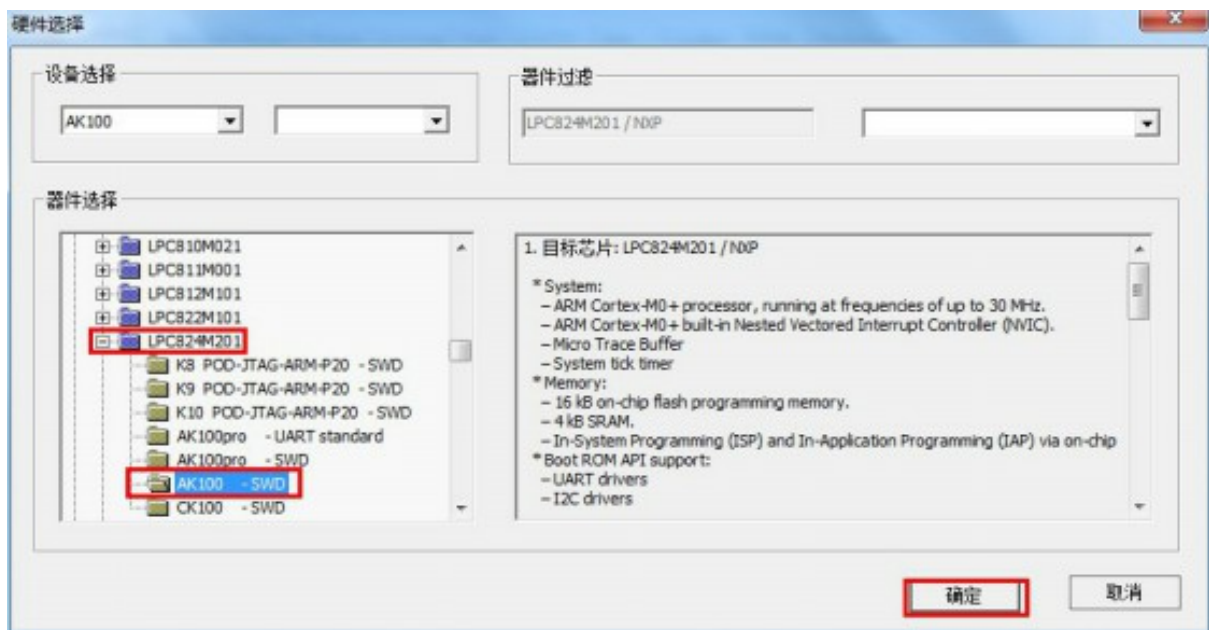 硬件选择
设备选择
AK100
器件过滤
LPC824M201 / NXP
器件选择
LPC810M021
LPC811M001
LPC812M101
LPC822M101
LPC824M201
K8 POD-JTAG-ARM-P20 - SWD
K9 POD-JTAG-ARM-P20 - SWD
K10 POD-JTAG-ARM-P20 - SWD
AK100pro - UART standard
AK100pro - SWD
AK100 - SWD
CK100 - SWD
1. 目标芯片: LPC824M201 / NXP
* System:
– ARM Cortex-M0+ processor, running at frequencies of up to 30 MHz.
– ARM Cortex-M0+ built-in Nested Vectored Interrupt Controller (NVIC).
– Micro Trace Buffer
– System tick timer
* Memory:
– 16 kB on-chip flash programming memory.
– 4 kB SRAM.
– In-System Programming (ISP) and In-Application Programming (IAP) via on-chip
* Boot ROM API support:
– UART drivers
– I2C drivers
确定
取消